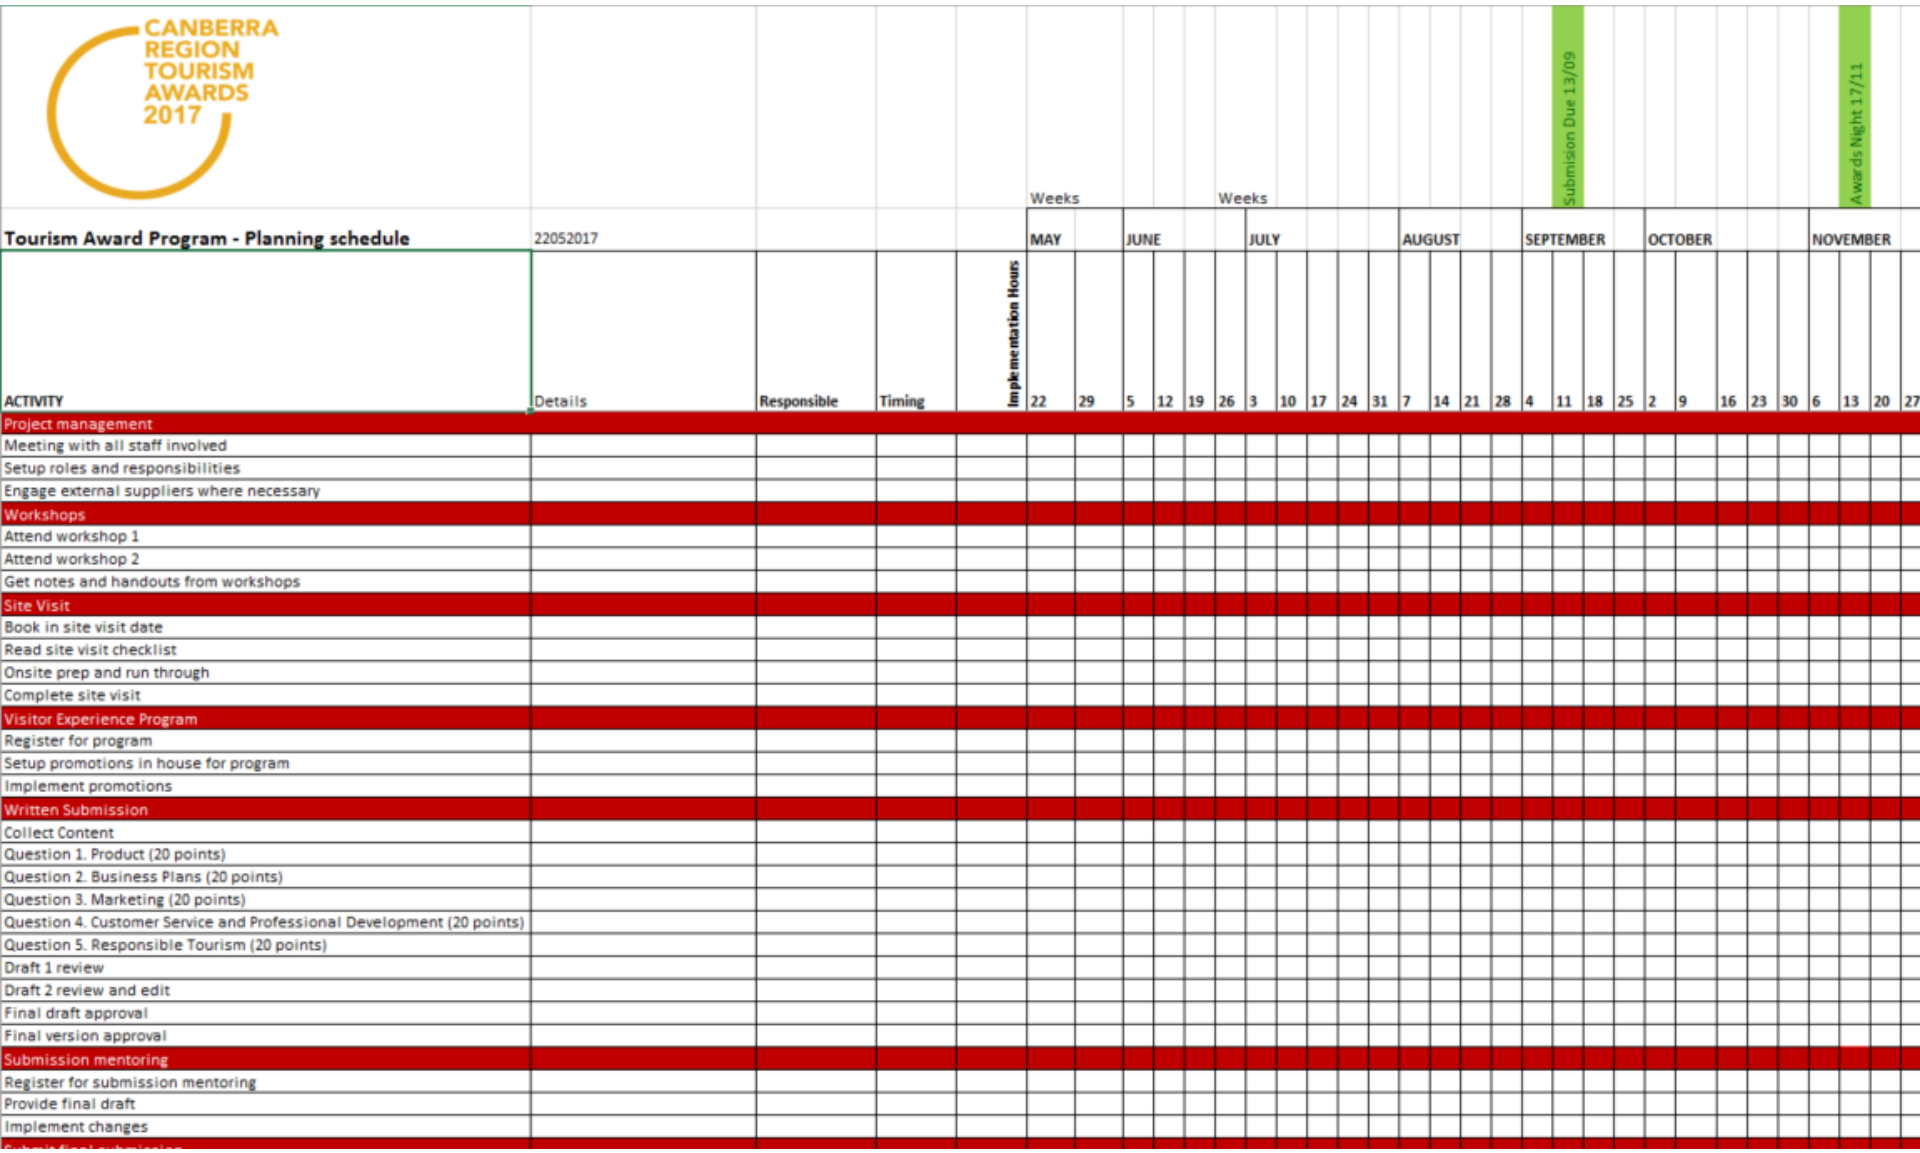 CANBERRA
REGION
TOURISM
AWARDS
2017
Submision Due 13/09
Awards Night 17/11
Weeks Weeks
Tourism Award Program - Planning schedule 22052017 MAY JUNE JULY AUGUST SEPTEMBER OCTOBER NOVEMBER
ACTIVITY Details Responsible Timing Implementation Hours 22 29 5 12 19 26 3 10 17 24 31 7 14 21 28 4 11 18 25 2 9 16 23 30 6 13 20 27
Project management
Meeting with all staff involved
Setup roles and responsibilities
Engage external suppliers where necessary
Workshops
Attend workshop 1
Attend workshop 2
Get notes and handouts from workshops
Site Visit
Book in site visit date
Read site visit checklist
Onsite prep and run through
Complete site visit
Visitor Experience Program
Register for program
Setup promotions in house for program
Implement promotions
Written Submission
Collect Content
Question 1. Product (20 points)
Question 2. Business Plans (20 points)
Question 3. Marketing (20 points)
Question 4. Customer Service and Professional Development (20 points)
Question 5. Responsible Tourism (20 points)
Draft 1 review
Draft 2 review and edit
Final draft approval
Final version approval
Submission mentoring
Register for submission mentoring
Provide final draft
Implement changes
Submit final submission